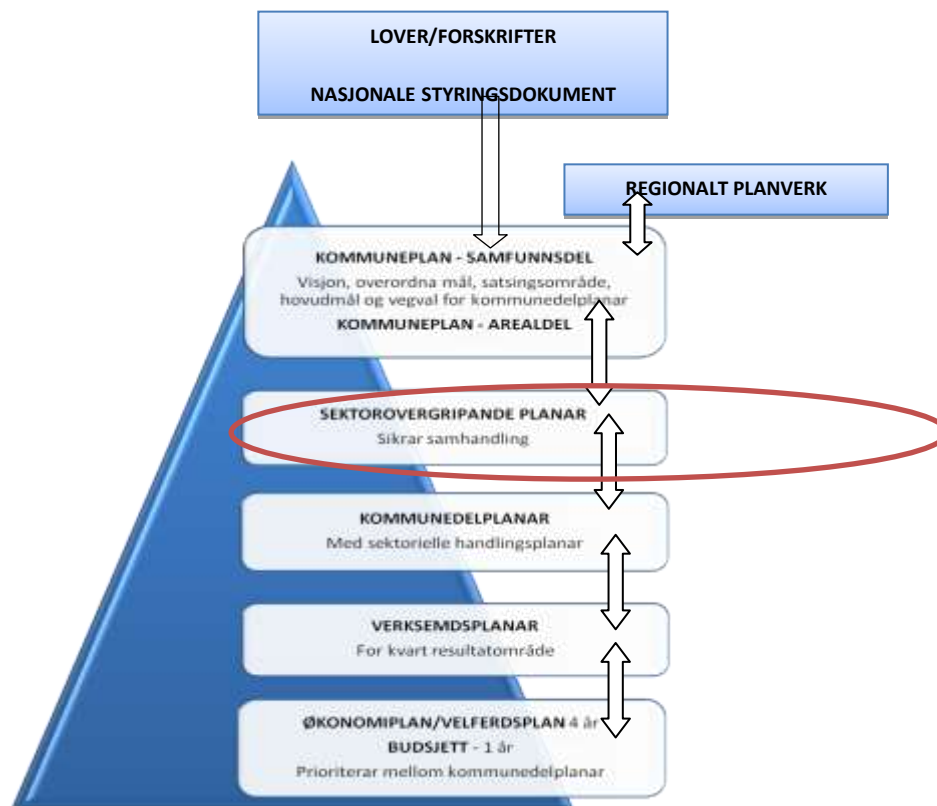 LOVER/FORSKRIFTER
NASJONALE STYRINGSDOKUMENT
REGIONALT PLANVERK
KOMMUNEPLAN - SAMFUNNSDEL
Visjon, overordna mål, satsingsområde,
hovudmål og vegval for kommunedelplanar
KOMMUNEPLAN - AREALDEL
SEKTOROVERGRIPANDE PLANAR
Sikrar samhandling
KOMMUNEDELPLANAR
Med sektorielle handlingsplanar
VERKSEMDSPLANAR
For kvart resultatområde
ØKONOMIPLAN/VELFERDSPLAN 4 år
BUDSJETT - 1 år
Prioriterar mellom kommunedelplanar